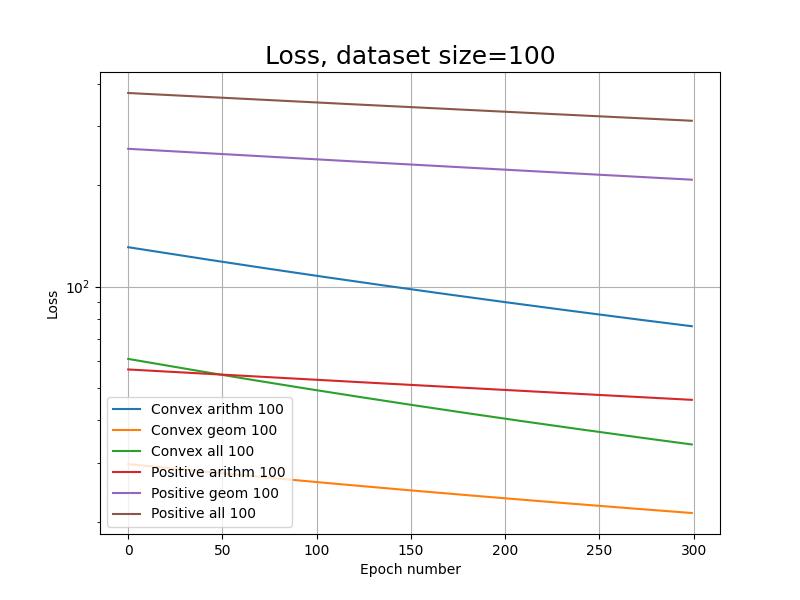 Loss, dataset size=100
Loss
10²
Convex arithm 100
Convex geom 100
Convex all 100
Positive arithm 100
Positive geom 100
Positive all 100
0 50 100 150 200 250 300
Epoch number